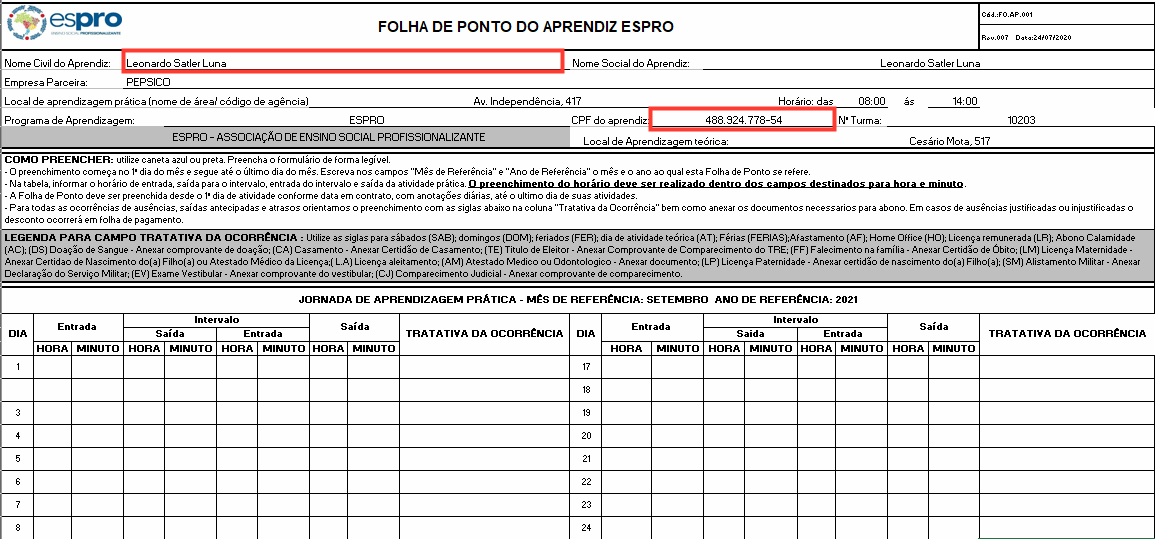 espro
ENSINO SOCIAL PROFISSIONALIZANTE
FOLHA DE PONTO DO APRENDIZ ESPRO
Cód.:FO.AP.001
Rev.007 Data:24/07/2020
Nome Civil do Aprendiz: Leonardo Satler Luna Nome Social do Aprendiz: Leonardo Satler Luna
Empresa Parceira: PEPSICO
Local de aprendizagem prática (nome de área/ código de agência) Av. Independência, 417 Horário: das 08:00 ás 14:00
Programa de Aprendizagem: ESPRO CPF do aprendiz: 488.924.778-54 Nº Turma: 10203
ESPRO - ASSOCIAÇÃO DE ENSINO SOCIAL PROFISSIONALIZANTE Local de Aprendizagem teórica: Cesário Mota, 517
COMO PREENCHER: utilize caneta azul ou preta. Preencha o formulário de forma legível.
- O preenchimento começa no 1º dia do mês e segue até o último dia do mês. Escreva nos campos "Mês de Referência" e "Ano de Referência" o mês e o ano ao qual esta Folha de Ponto se refere.
- Na tabela, informar o horário de entrada, saída para o intervalo, entrada do intervalo e saída da atividade prática. O preenchimento do horário deve ser realizado dentro dos campos destinados para hora e minuto.
- A Folha de Ponto deve ser preenchida desde o 1º dia de atividade conforme data em contrato, com anotações diárias, até o ultimo dia de suas atividades.
- Para todas as ocorrências de ausências, saídas antecipadas e atrasos orientamos o preenchimento com as siglas abaixo na coluna "Tratativa da Ocorrência" bem como anexar os documentos necessarios para abono. Em casos de ausências justificadas ou injustificadas o
desconto ocorrerá em folha de pagamento.
LEGENDA PARA CAMPO TRATATIVA DA OCORRÊNCIA : Utilize as siglas para sábados (SAB); domingos (DOM); feriados (FER); dia de atividade teórica (AT); Férias (FERIAS);Afastamento (AF); Home Office (HO); Licença remunerada (LR); Abono Calamidade
(AC); (DS) Doação de Sangue - Anexar comprovante de doação; (CA) Casamento - Anexar Certidão de Casamento; (TE) Titulo de Eleitor - Anexar Comprovante de Comparecimento do TRE; (FF) Falecimento na família - Anexar Certidão de Óbito; (LM) Licença Maternidade -
Anexar Certidao de Nascimento do(a) Filho(a) ou Atestado Médico da Licença;( L.A) Licença aleitamento; (AM) Atestado Medico ou Odontologico - Anexar documento; (LP) Licença Paternidade - Anexar certidão de nascimento do(a) Filho(a); (SM) Alistamento Militar - Anexar
Declaração do Serviço Militar; (EV) Exame Vestibular - Anexar comprovante do vestibular; (CJ) Comparecimento Judicial - Anexar comprovante de comparecimento.
JORNADA DE APRENDIZAGEM PRÁTICA - MÊS DE REFERÊNCIA: SETEMBRO ANO DE REFERÊNCIA: 2021
DIA Entrada Intervalo Saída TRATATIVA DA OCORRÊNCIA DIA Entrada Intervalo Saída TRATATIVA DA OCORRÊNCIA
Saída Entrada Saida Entrada
HORA MINUTO HORA MINUTO HORA MINUTO HORA MINUTO HORA MINUTO HORA MINUTO HORA MINUTO HORA MINUTO
1 17
18
3 19
4 20
5 21
6 22
7 23
8 24